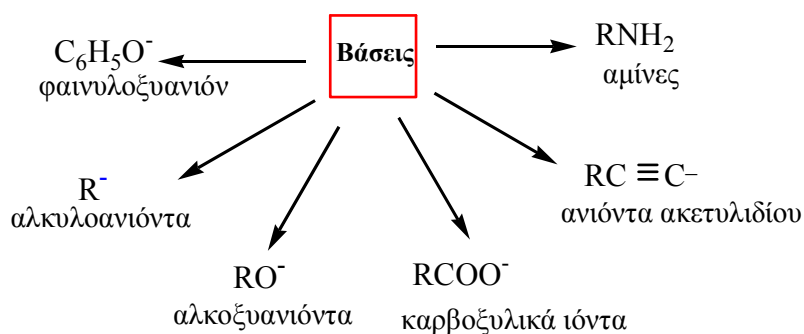 Βάσεις
C₆H₅O⁻
φαινυλοξυανιόν
RNH₂
αμίνες
R⁻
αλκυλοανιόντα
RC ≡C–
ανιόντα ακετυλιδίου
RO⁻
αλκοξυανιόντα
RCOO⁻
καρβοξυλικά ιόντα